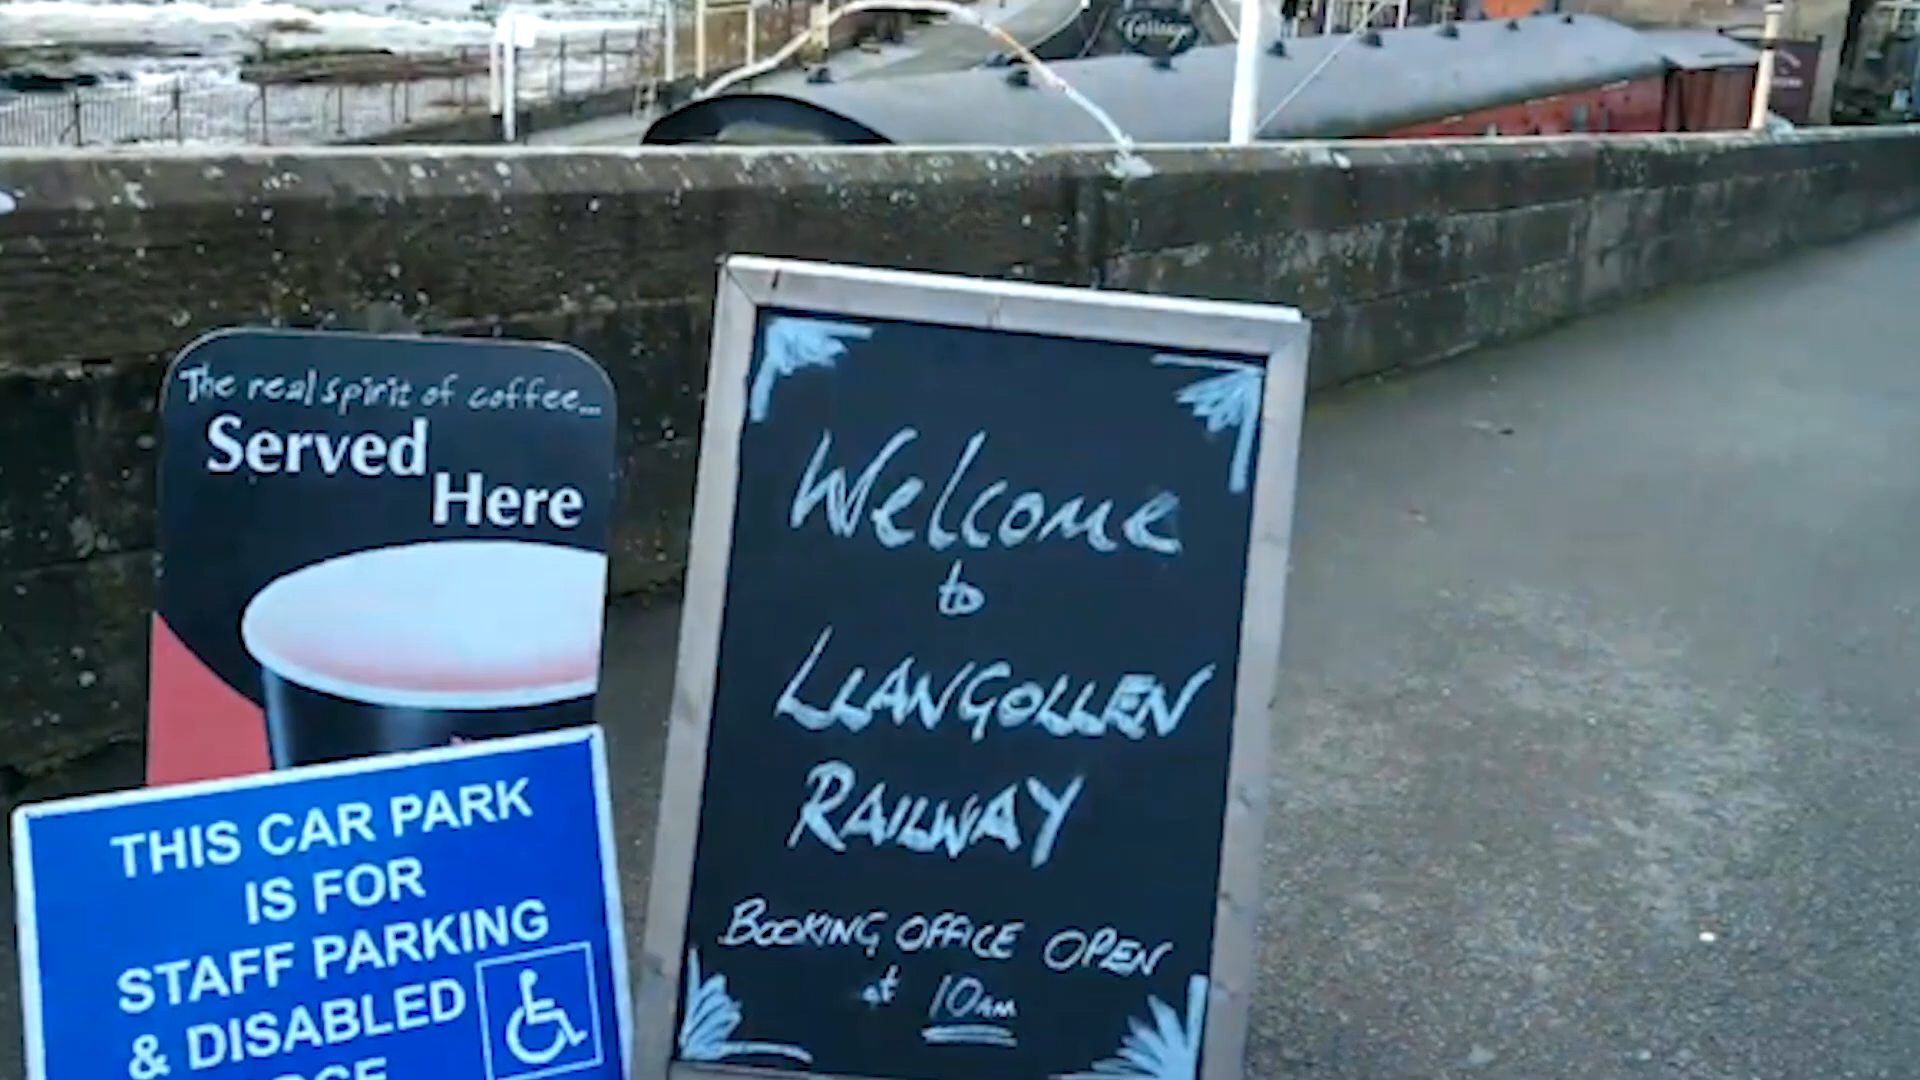 The real spirit of coffee...
Served
Here
THIS CAR PARK
IS FOR
STAFF PARKING
& DISABLED
Welcome
to
LLANGOLLEN
RAILWAY
BOOKING OFFICE OPEN
at 10AM